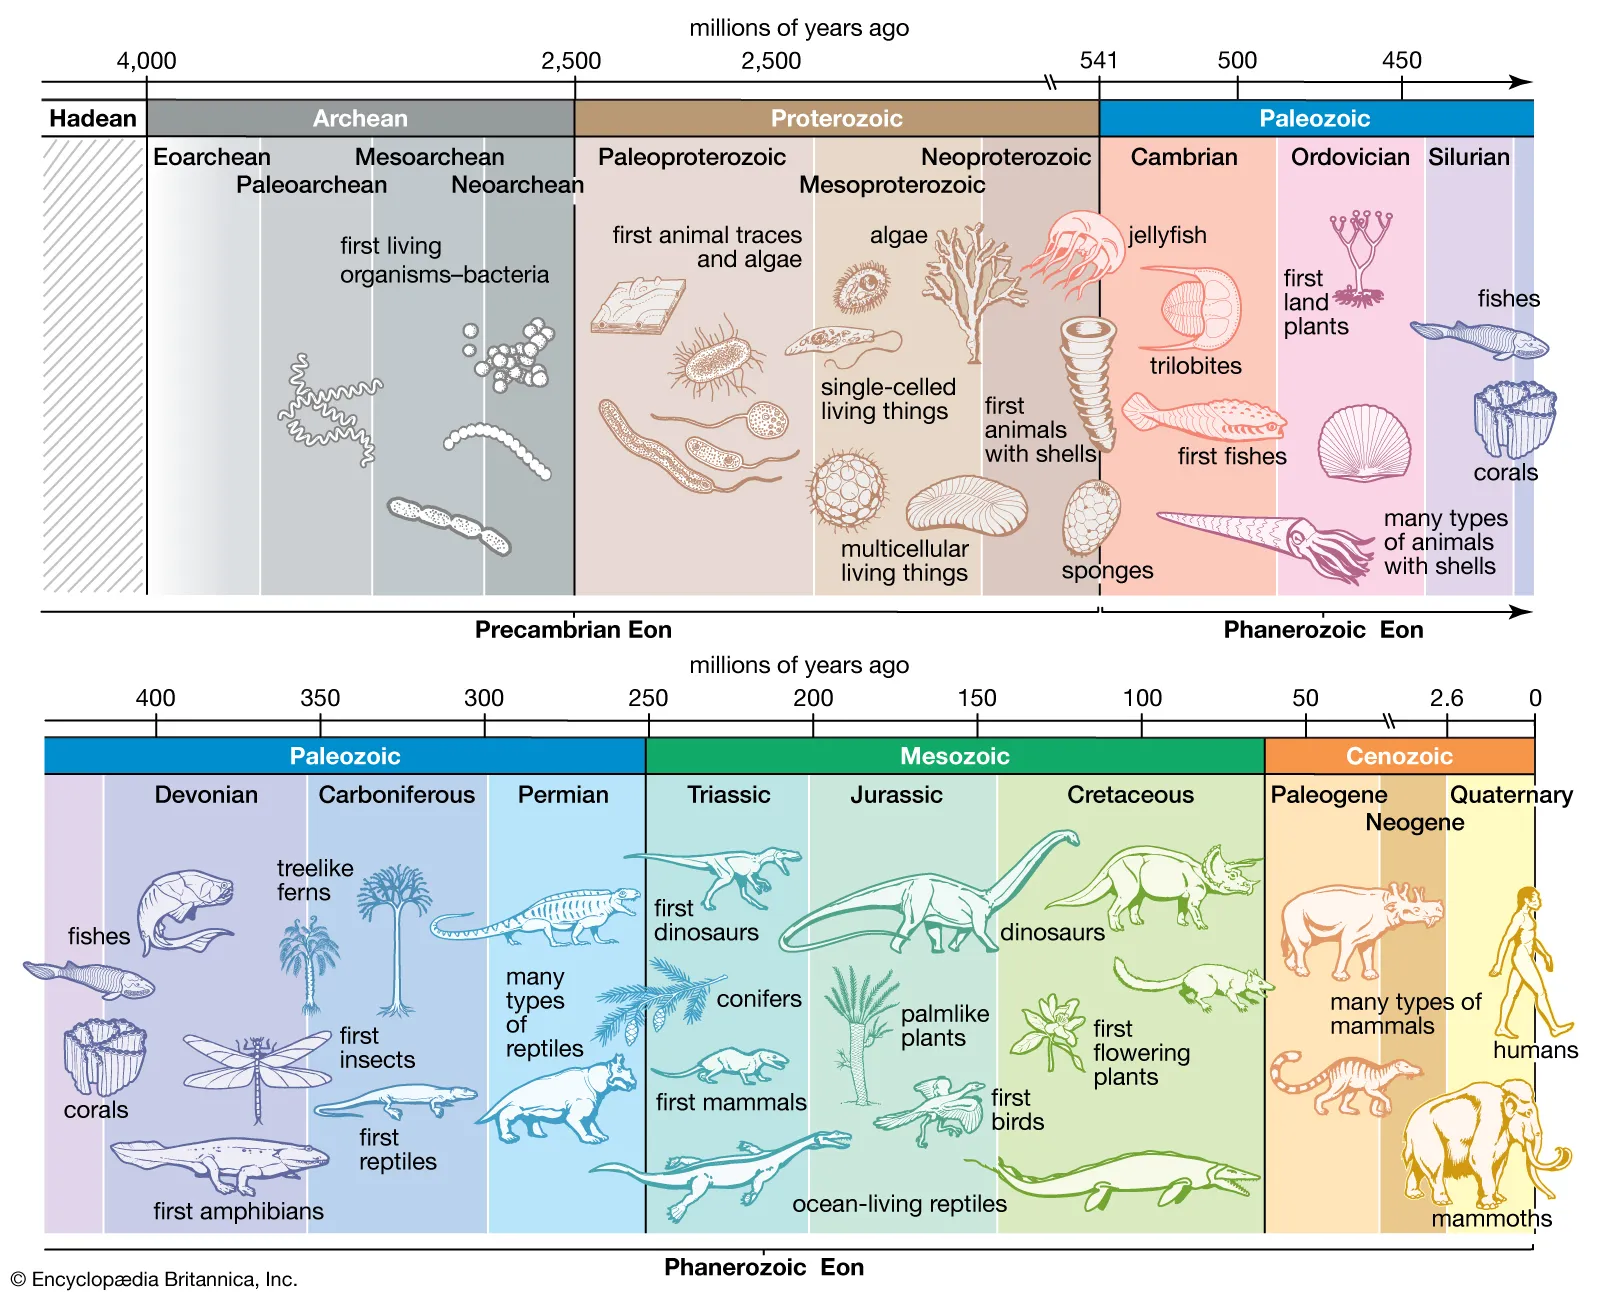 millions of years ago
4,000 2,500 2,500 541 500 450
Hadean Archean Proterozoic Paleozoic
Eoarchean Mesoarchean Paleoproterozoic Neoproterozoic Cambrian Ordovician Silurian
Paleoarchean Neoarchean Mesoproterozoic
first living
organisms–bacteria
first animal traces
and algae
algae
single-celled
living things
multicellular
living things
first
animals
with shells
jellyfish
sponges
trilobites
first fishes
first
land
plants
many types
of animals
with shells
fishes
corals
Precambrian Eon Phanerozoic Eon
millions of years ago
400 350 300 250 200 150 100 50 2.6 0
Paleozoic Mesozoic Cenozoic
Devonian Carboniferous Permian Triassic Jurassic Cretaceous Paleogene Quaternary
Neogene
fishes
corals
first amphibians
treelike
ferns
first
insects
first
reptiles
many
types
of
reptiles
first
dinosaurs
conifers
first mammals
ocean-living reptiles
palmlike
plants
first
birds
dinosaurs
first
flowering
plants
many types of
mammals
humans
mammoths
Phanerozoic Eon
© Encyclopædia Britannica, Inc.